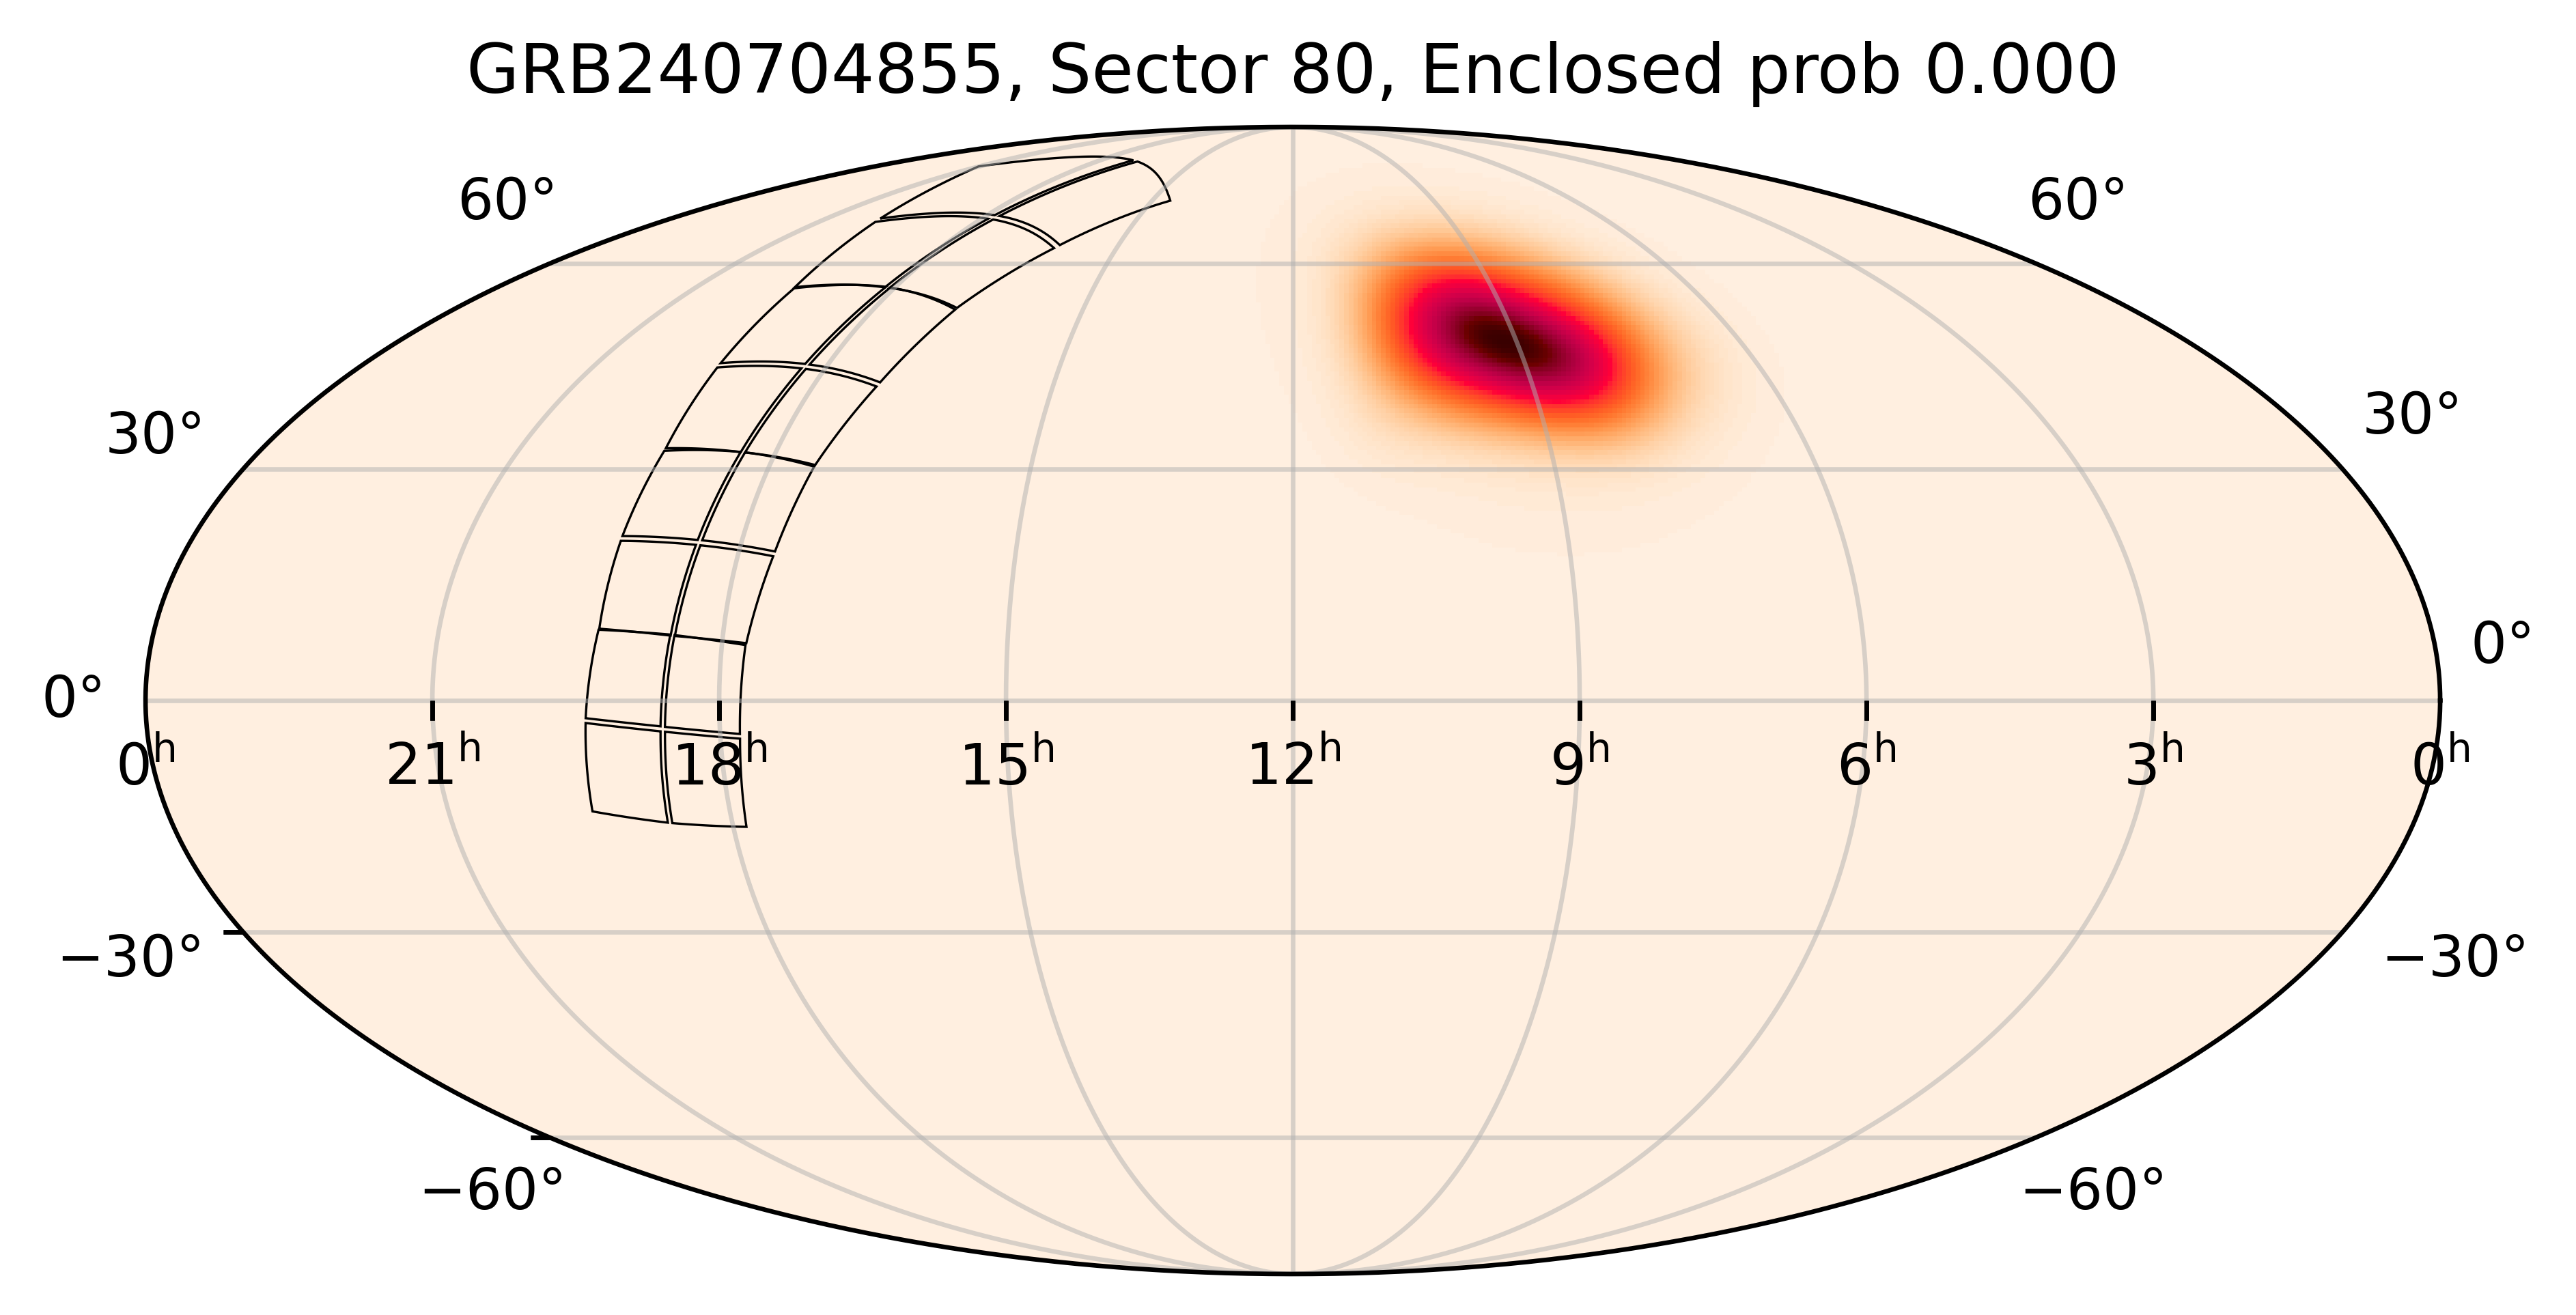 GRB240704855, Sector 80, Enclosed prob 0.000
60° 60°
30° 30°
0° 0°
0h 21h 18h 15h 12h 9h 6h 3h 0h
−30° −30°
−60° −60°